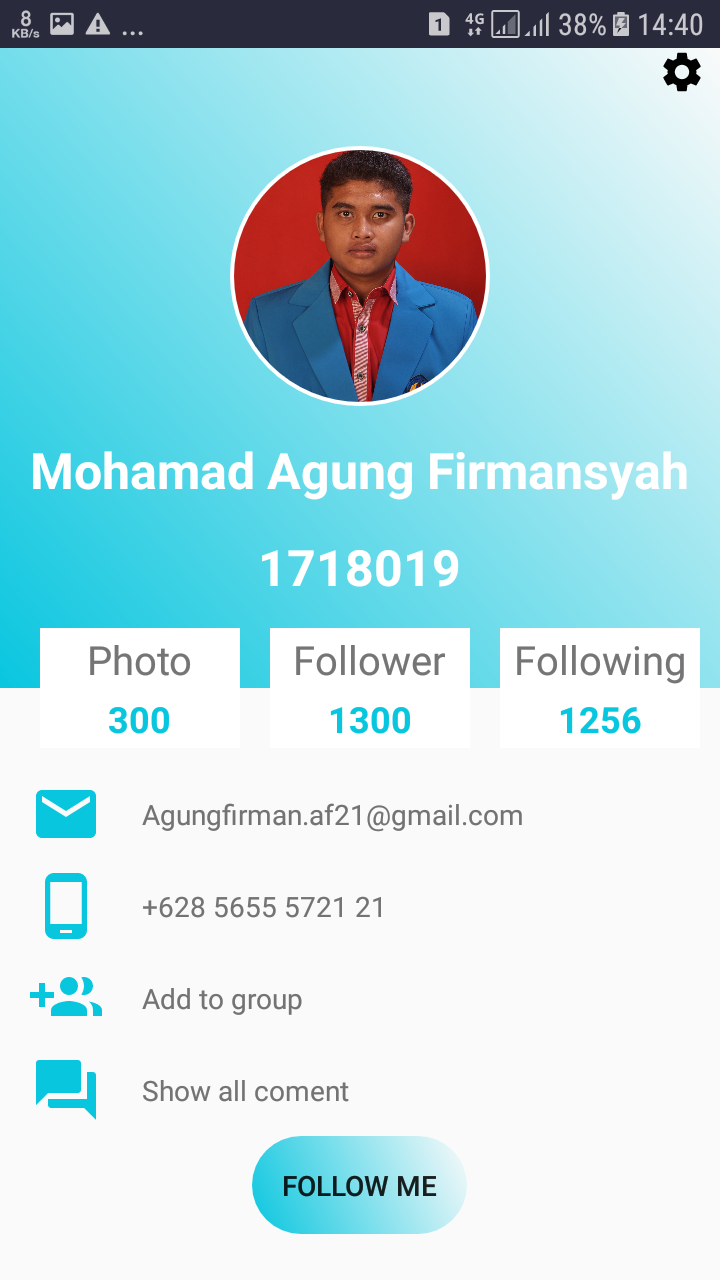 8
KB/s ... 1 4G 38% 14:40
Mohamad Agung Firmansyah
1718019
Photo Follower Following
300 1300 1256
Agungfirman.af21@gmail.com
+628 5655 5721 21
Add to group
Show all coment
FOLLOW ME